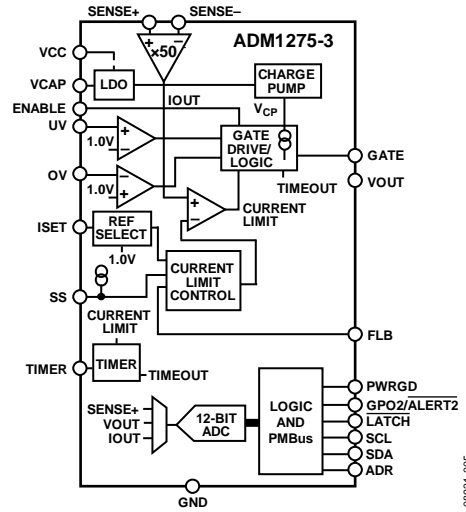 SENSE+ SENSE–
ADM1275-3
VCC
+ –
×50
VCAP
LDO
CHARGE
PUMP
IOUT
VCP
ENABLE
UV
1.0V
+
–
GATE
DRIVE/
LOGIC
GATE
OV
1.0V
+
–
TIMEOUT
VOUT
+
–
CURRENT
LIMIT
ISET
REF
SELECT
1.0V
CURRENT
LIMIT
CONTROL
SS
CURRENT
LIMIT
FLB
TIMER
TIMER
TIMEOUT
PWRGD
SENSE+
VOUT
IOUT
12-BIT
ADC
LOGIC
AND
PMBus
GPO2/ALERT2
LATCH
SCL
SDA
ADR
GND